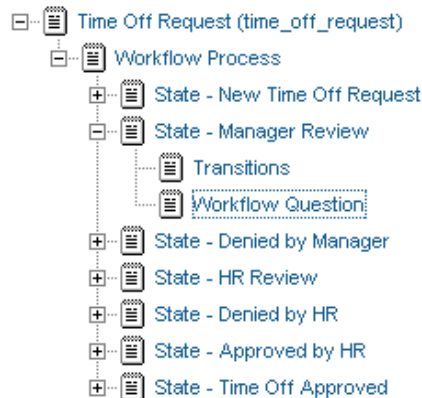 Time Off Request (time_off_request)
Workflow Process
State - New Time Off Request
State - Manager Review
Transitions
Workflow Question
State - Denied by Manager
State - HR Review
State - Denied by HR
State - Approved by HR
State - Time Off Approved